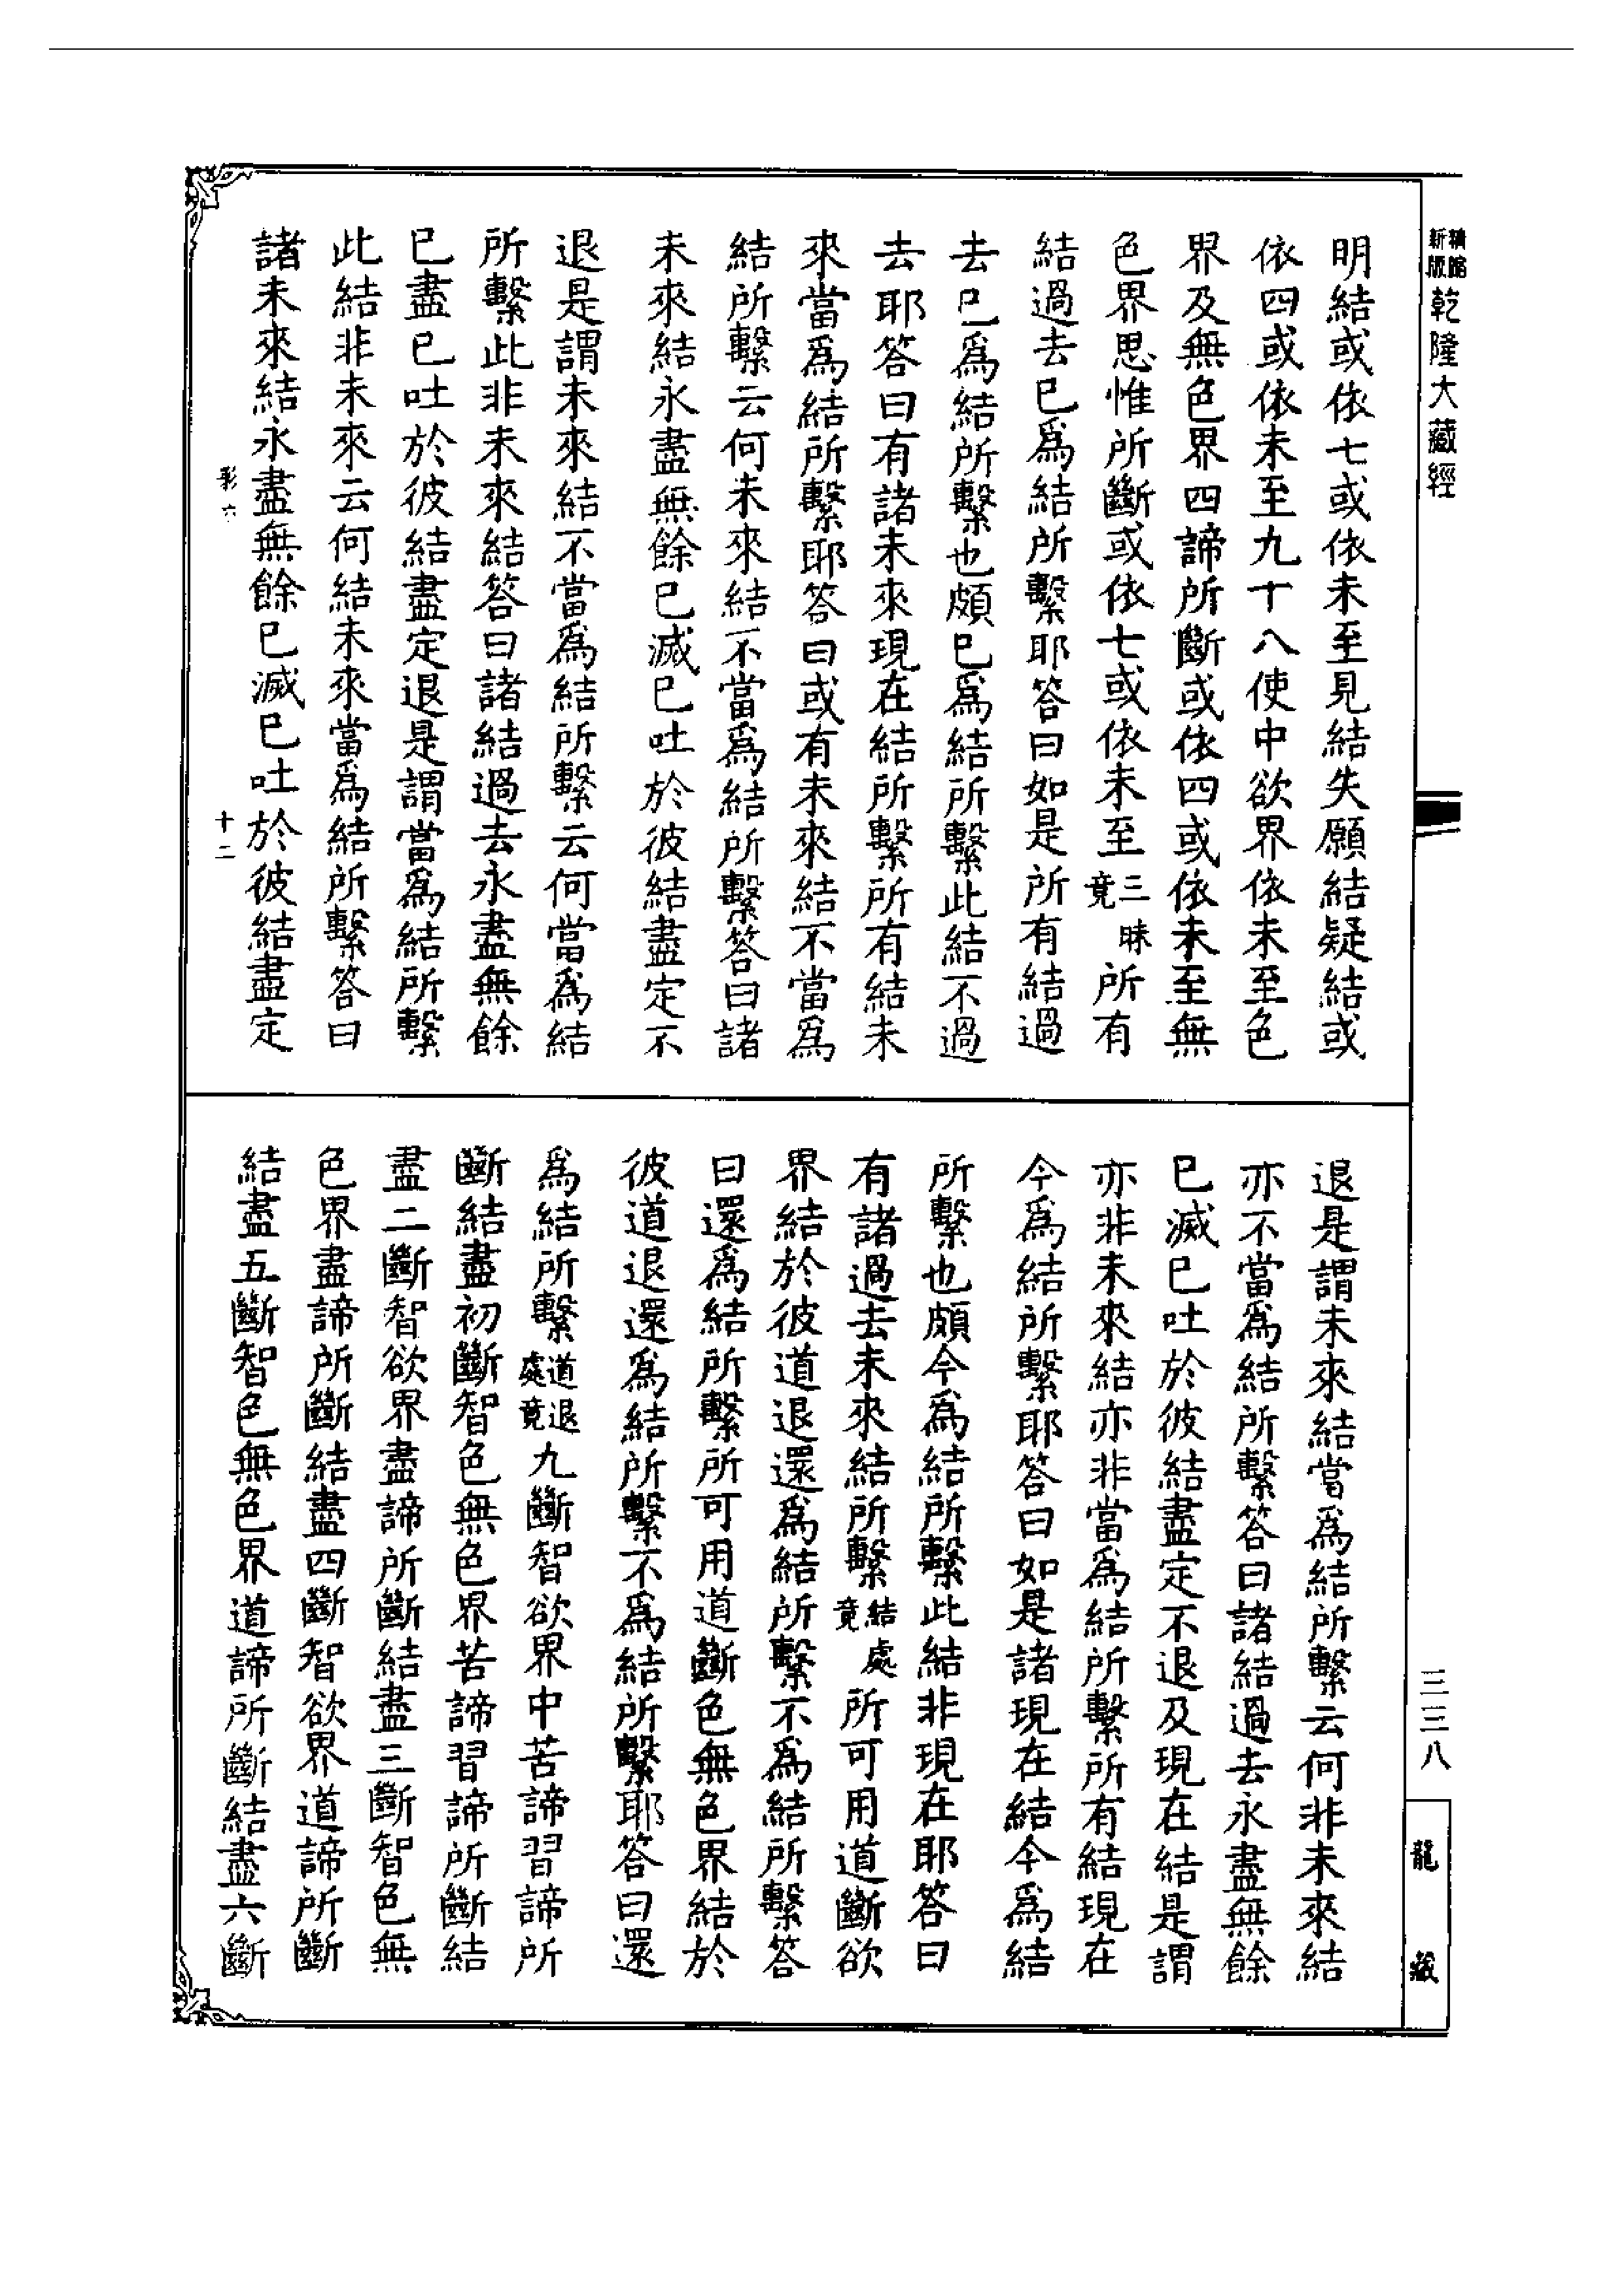 精縮
新版
乾隆大藏經
明結或依七或依未至見結失願結疑結或
依四或依未至九十八使中欲界依未至色
界及無色界四諦所斷或依四或依未至無
色界思惟所斷或依七或依未至三昧竟所有
結過去已爲結所繫耶答曰如是所有結過
去已爲結所繫也頗已爲結所繫此結不過
去耶答曰有諸未來現在結所繫所有結未
來當爲結所繫耶答曰或有未來結不當爲
結所繫云何未來結不當爲結所繫答曰諸
未來結永盡無餘已滅已吐於彼結盡定不
退是謂未來結不當爲結所繫云何當爲結
所繫此非未來結答曰諸結過去永盡無餘
已盡已吐於彼結盡定退是謂當爲結所繫
此結非未來云何結未來當爲結所繫答曰
諸未來結永盡無餘已滅已吐於彼結盡定
十二
退是謂未來結當爲結所繫云何非未來結
亦不當爲結所繫答曰諸結過去永盡無餘
已滅已吐於彼結盡定不退及現在結是謂
亦非未來結亦非當爲結所繫所有結現在
今爲結所繫耶答曰如是諸現在結今爲結
所繫也頗今爲結所繫此結非現在耶答曰
有諸過去未來結所繫結處竟所可用道斷欲
界結於彼道退還爲結所繫不爲結所繫答
曰還爲結所繫所可用道斷色無色界結於
彼道退還爲結所繫不爲結所繫耶答曰還
爲結所繫道退處竟九斷智欲界中苦諦習諦所
斷結盡初斷智色無色界苦諦習諦所斷結
盡二斷智欲界盡諦所斷結盡三斷智色無
色界盡諦所斷結盡四斷智欲界道諦所斷
結盡五斷智色無色界道諦所斷結盡六斷
三三八
龍藏